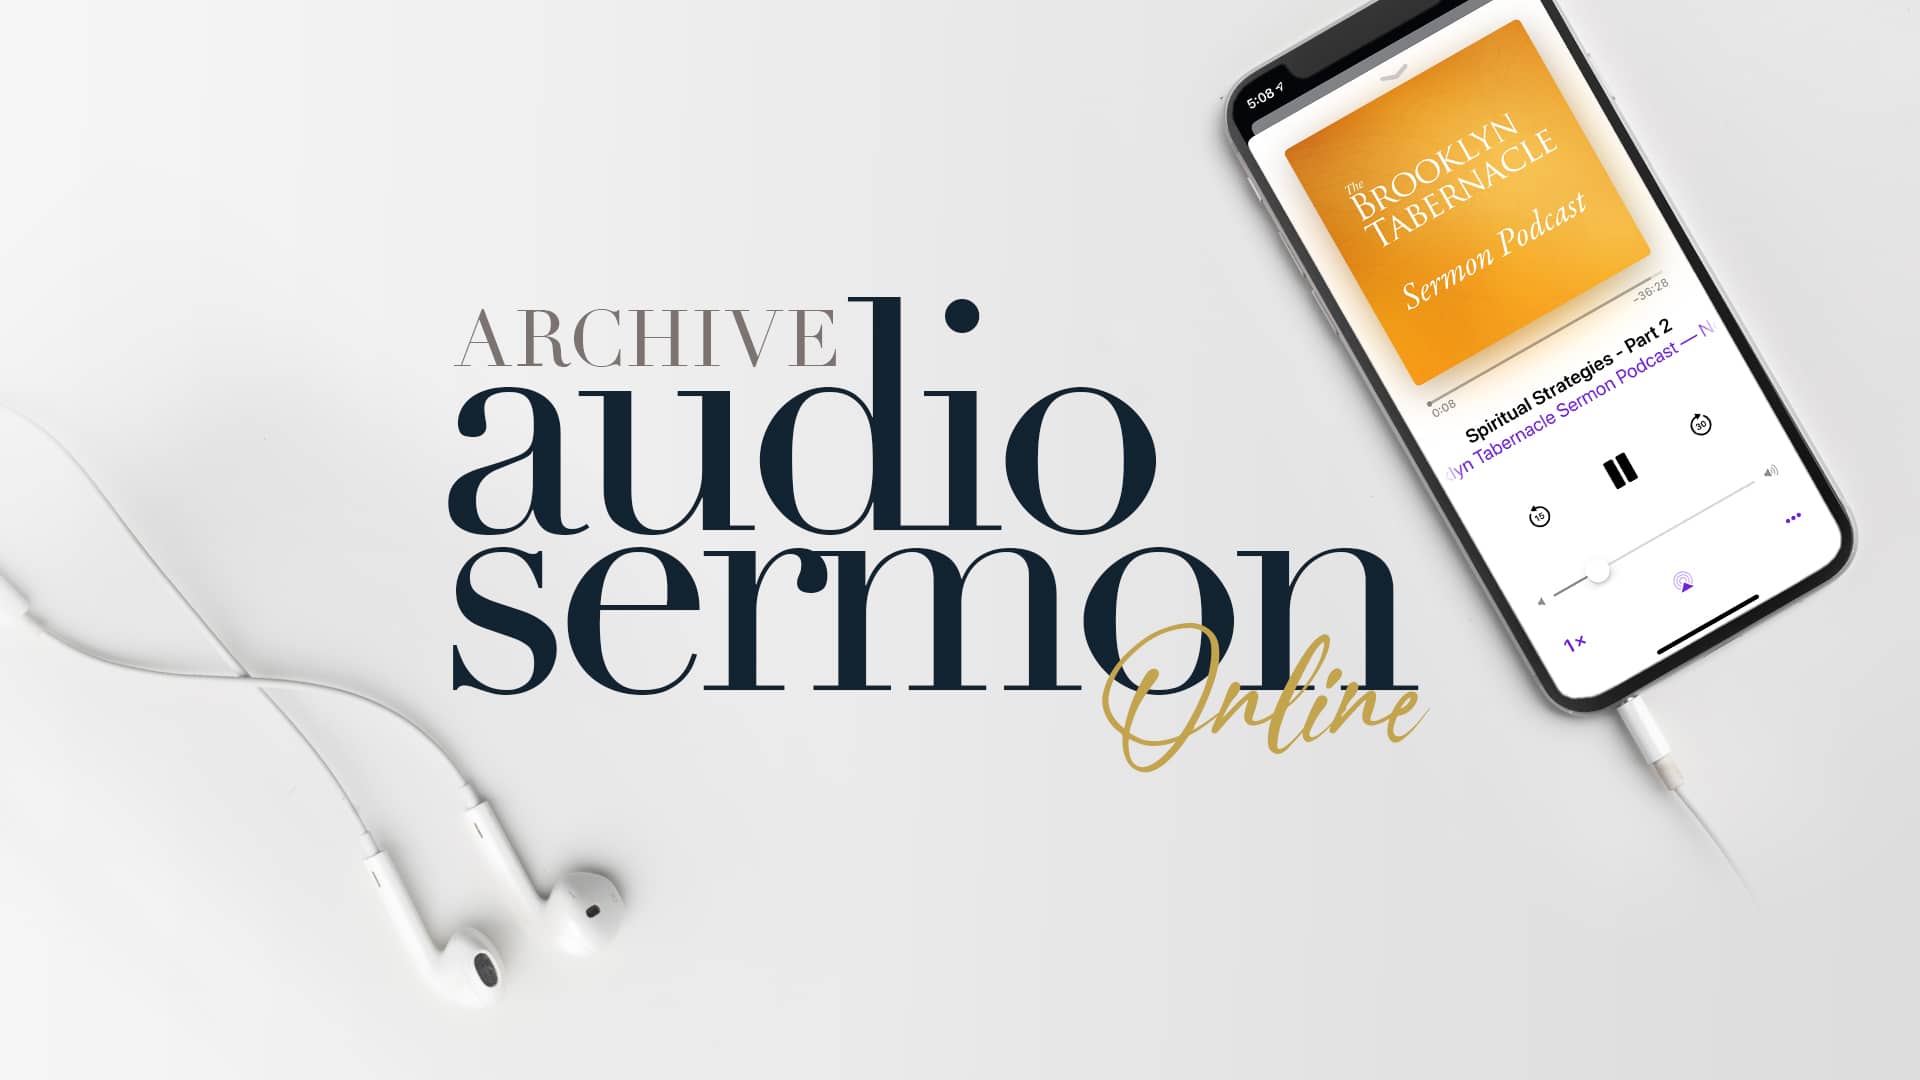 ARCHIVE
audio
sermon
Online
5:08
The
BROOKLYN
TABERNACLE
Sermon Podcast
0:08
-36:28
Spiritual Strategies - Part 2
lyn Tabernacle Sermon Podcast — N
15
30
1×